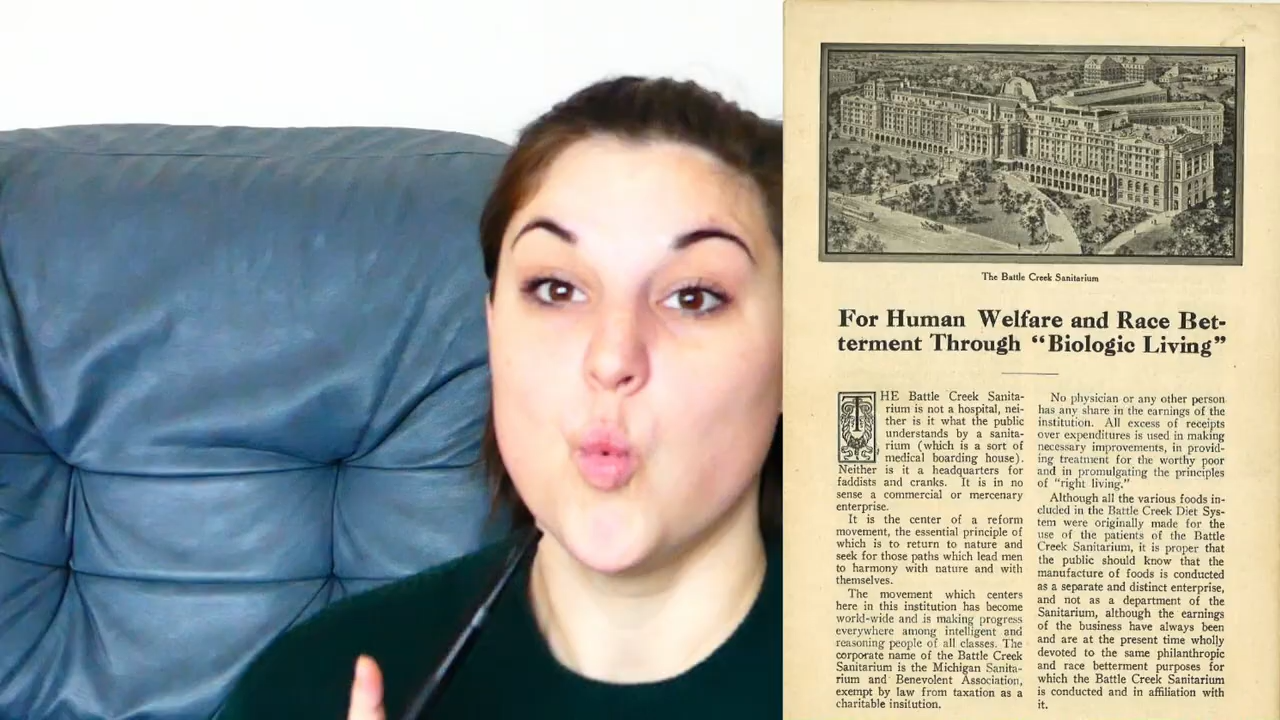 The Battle Creek Sanitarium
For Human Welfare and Race Bet-
terment Through “Biologic Living”
THE Battle Creek Sanita-
rium is not a hospital, nei-
ther is it what the public
understands by a sanita-
rium (which is a sort of
medical boarding house).
Neither is it a headquarters for
faddists and cranks. It is in no
sense a commercial or mercenary
enterprise.
It is the center of a reform
movement, the essential principle of
which is to return to nature and
seek for those paths which lead men
to harmony with nature and with
themselves.
The movement which centers
here in this institution has become
world-wide and is making progress
everywhere among intelligent and
reasoning people of all classes. The
corporate name of the Battle Creek
Sanitarium is the Michigan Sanita-
rium and Benevolent Association,
exempt by law from taxation as a
charitable insitution.
No physician or any other person
has any share in the earnings of the
institution. All excess of receipts
over expenditures is used in making
necessary improvements, in provid-
ing treatment for the worthy poor
and in promulgating the principles
of “right living.”
Although all the various foods in-
cluded in the Battle Creek Diet Sys-
tem were originally made for the
use of the patients of the Battle
Creek Sanitarium, it is proper that
the public should know that the
manufacture of foods is conducted
as a separate and distinct enterprise,
and not as a department of the
Sanitarium, although the earnings
of the business have always been
and are at the present time wholly
devoted to the same philanthropic
and race betterment purposes for
which the Battle Creek Sanitarium
is conducted and in affiliation with
it.